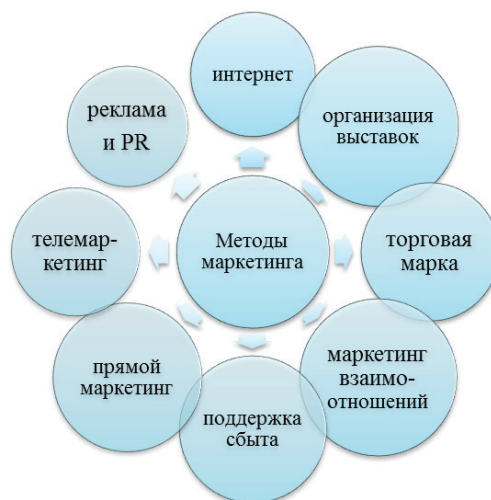 интернет
организация
выставок
торговая
марка
маркетинг
взаимо-
отношений
поддержка
сбыта
прямой
маркетинг
телемар-
кетинг
реклама
и PR
Методы
маркетинга